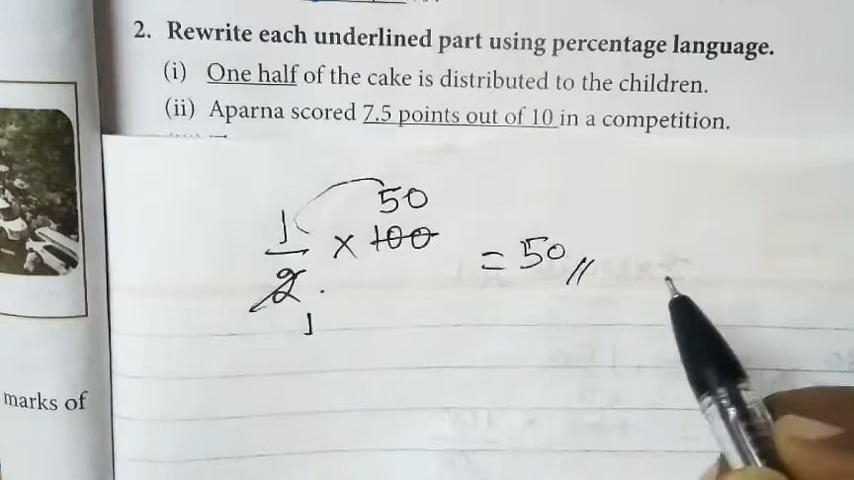 2. Rewrite each underlined part using percentage language.
(i) One half of the cake is distributed to the children.
(ii) Aparna scored 7.5 points out of 10 in a competition.
50
1/2 × 100 = 50 //
1
marks of